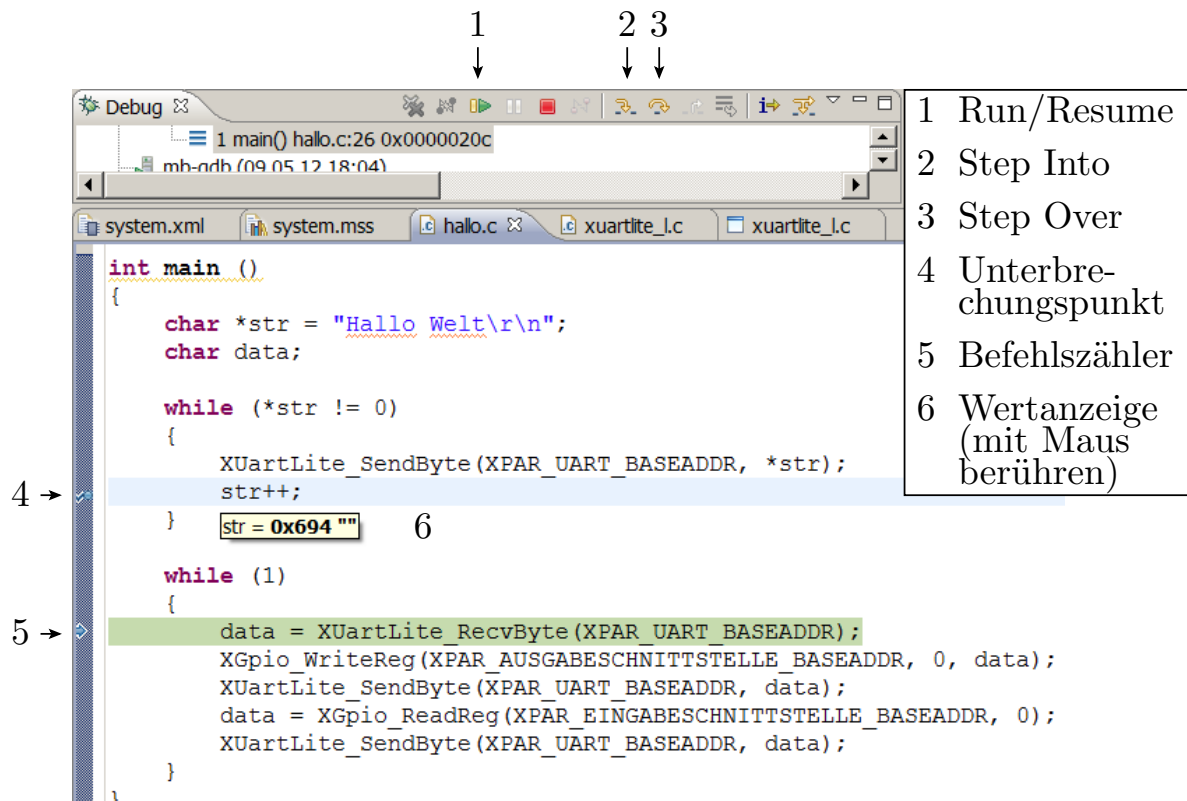 1 2 3
Debug
1 main() hallo.c:26 0x0000020c
mb-gdb (09.05.12 18:04)
system.xml system.mss hallo.c xuartlite_l.c xuartlite_l.c
int main ()
{
char *str = "Hallo Welt\r\n";
char data;
while (*str != 0)
{
XUartLite_SendByte(XPAR_UART_BASEADDR, *str);
4 str++;
}
str = 0x694 "" 6
while (1)
{
5 data = XUartLite_RecvByte(XPAR_UART_BASEADDR);
XGpio_WriteReg(XPAR_AUSGABESCHNITTSTELLE_BASEADDR, 0, data);
XUartLite_SendByte(XPAR_UART_BASEADDR, data);
data = XGpio_ReadReg(XPAR_EINGABESCHNITTSTELLE_BASEADDR, 0);
XUartLite_SendByte(XPAR_UART_BASEADDR, data);
}
}
1 Run/Resume
2 Step Into
3 Step Over
4 Unterbre-
chungspunkt
5 Befehlszähler
6 Wertanzeige
(mit Maus
berühren)